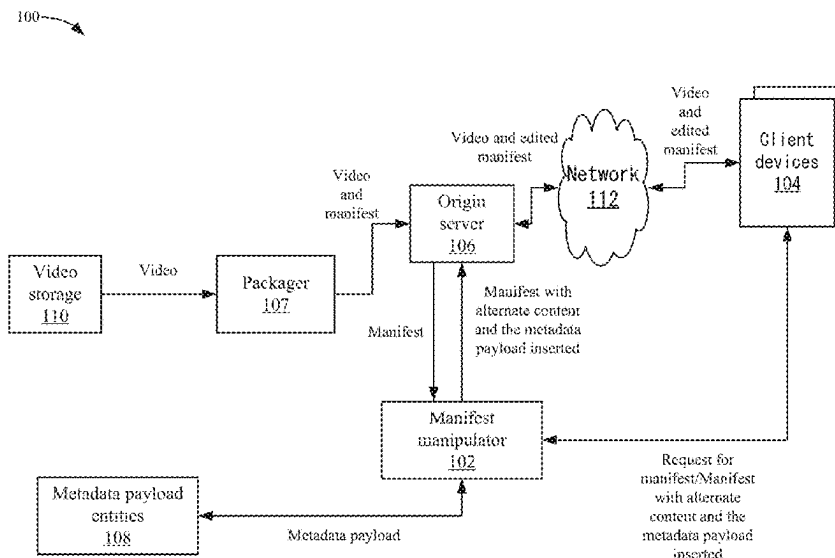 100
Video
storage
110
Video
Packager
107
Video
and
manifest
Origin
server
106
Video and edited
manifest
Network
112
Video
and
edited
manifest
Client
devices
104
Manifest
Manifest with
alternate content
and the metadata
payload inserted
Manifest
manipulator
102
Metadata payload
entities
108
Metadata payload
Request for
manifest/Manifest
with alternate
content and the
metadata payload
inserted